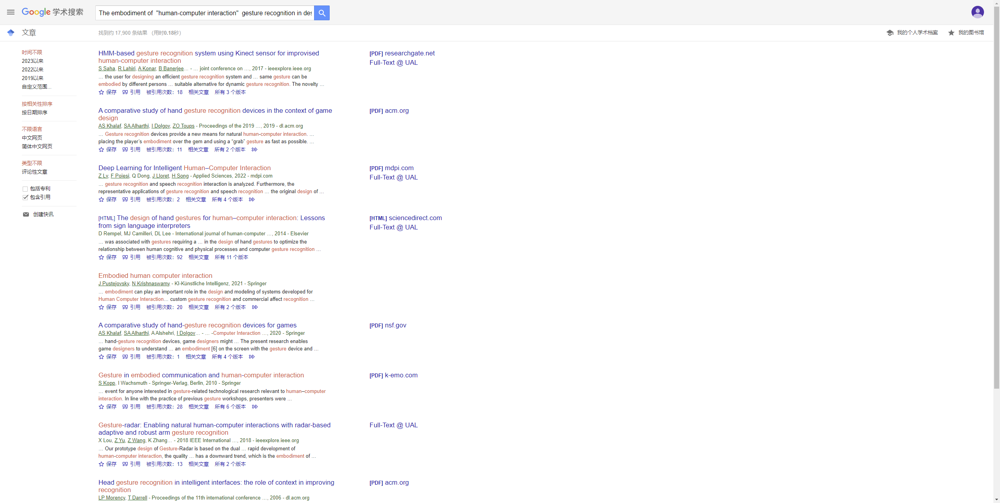 Google 学术搜索
The embodiment of "human-computer interaction" gesture recognition in des
文章
找到约 17,900 条结果 (用时0.18秒)
我的个人学术档案
我的图书馆
时间不限
2023以来
2022以来
2019以来
自定义范围...
按相关性排序
按日期排序
不限语言
中文网页
简体中文网页
类型不限
评论性文章
包括专利
包含引用
创建快讯
HMM-based gesture recognition system using Kinect sensor for improvised
human-computer interaction
S Saha, R Lahiri, A Konar, B Banerjee… - … joint conference on …, 2017 - ieeexplore.ieee.org
… the user for designing an efficient gesture recognition system and … same gesture can be
embodied by different persons … suitable alternative for dynamic gesture recognition. The novelty …
保存 引用 被引用次数：18 相关文章 所有 3 个版本
[PDF] researchgate.net
Full-Text @ UAL
A comparative study of hand gesture recognition devices in the context of game
design
AS Khalaf, SA Alharthi, I Dolgov, ZO Toups - Proceedings of the 2019 …, 2019 - dl.acm.org
… Gesture recognition devices provide a new means for natural human-computer interaction. …
placing the player’s embodiment over the gem and using a “grab” gesture as fast as possible. …
保存 引用 被引用次数：11 相关文章 所有 2 个版本
[PDF] acm.org
Deep Learning for Intelligent Human–Computer Interaction
Z Lv, F Poiesi, Q Dong, J Lloret, H Song - Applied Sciences, 2022 - mdpi.com
… gesture recognition and speech recognition interaction is analyzed. Furthermore, the
representative applications of gesture recognition and speech recognition … the original design of …
保存 引用 被引用次数：2 相关文章 所有 4 个版本
[PDF] mdpi.com
Full-Text @ UAL
[HTML] The design of hand gestures for human–computer interaction: Lessons
from sign language interpreters
D Rempel, MJ Camilleri, DL Lee - International journal of human-computer …, 2014 - Elsevier
… was associated with gestures requiring a … in the design of hand gestures to optimize the
relationship between human cognitive and physical processes and computer gesture recognition …
保存 引用 被引用次数：92 相关文章 所有 11 个版本
[HTML] sciencedirect.com
Full-Text @ UAL
Embodied human computer interaction
J Pustejovsky, N Krishnaswamy - KI-Künstliche Intelligenz, 2021 - Springer
… embodiment can play an important role in the design and modeling of systems developed for
Human Computer Interaction… custom gesture recognition and commercial affect recognition …
保存 引用 被引用次数：20 相关文章 所有 2 个版本
A comparative study of hand-gesture recognition devices for games
AS Khalaf, SA Alharthi, A Alshehri, I Dolgov… - … -Computer Interaction …, 2020 - Springer
… hand-gesture recognition devices, game designers might … The present research enables
game designers to understand … an embodiment [6] on the screen with the gesture device and …
保存 引用 被引用次数：1 相关文章 所有 4 个版本
[PDF] nsf.gov
Gesture in embodied communication and human-computer interaction
S Kopp, I Wachsmuth - Springer-Verlag, Berlin, 2010 - Springer
… event for anyone interested in gesture-related technological research relevant to human–computer
interaction. In line with the practice of previous gesture workshops, presenters were …
保存 引用 被引用次数：28 相关文章 所有 6 个版本
[PDF] k-emo.com
Gesture-radar: Enabling natural human-computer interactions with radar-based
adaptive and robust arm gesture recognition
X Lou, Z Yu, Z Wang, K Zhang… - 2018 IEEE International …, 2018 - ieeexplore.ieee.org
… Our prototype design of Gesture-Radar is based on the dual … rapid development of
human-computer interaction, the quality … has a downward trend, which is the embodiment of …
保存 引用 被引用次数：13 相关文章 所有 2 个版本
Full-Text @ UAL
Head gesture recognition in intelligent interfaces: the role of context in improving
recognition
LP Morency, T Darrell - Proceedings of the 11th international conference …, 2006 - dl.acm.org
[PDF] acm.org